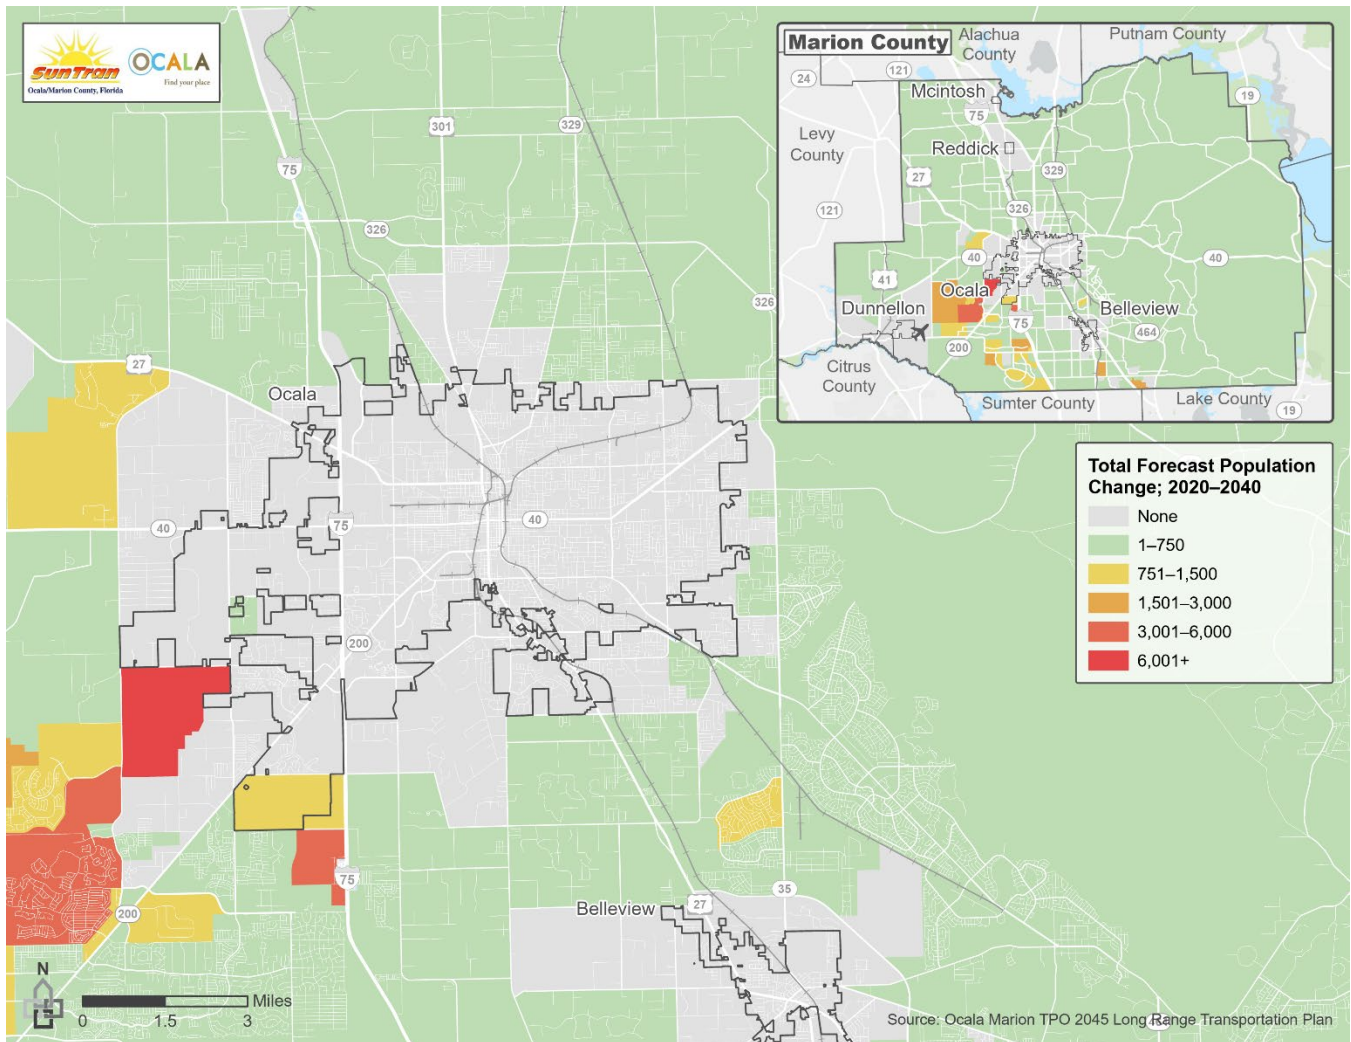 SunTran
Ocala/Marion County, Florida
OCALA
Find your place
Marion County
Alachua
County
Putnam County
24
121
Mcintosh
75
19
Levy
County
Reddick
27
329
121
326
40
40
41
Ocala
Dunnellon
75
Belleview
464
200
Citrus
County
Sumter County
Lake County
19
301
329
75
326
326
27
Ocala
40
75
40
200
Total Forecast Population
Change; 2020–2040
None
1–750
751–1,500
1,501–3,000
3,001–6,000
6,001+
75
35
200
Belleview
27
N
Miles
0 1.5 3
Source: Ocala Marion TPO 2045 Long Range Transportation Plan